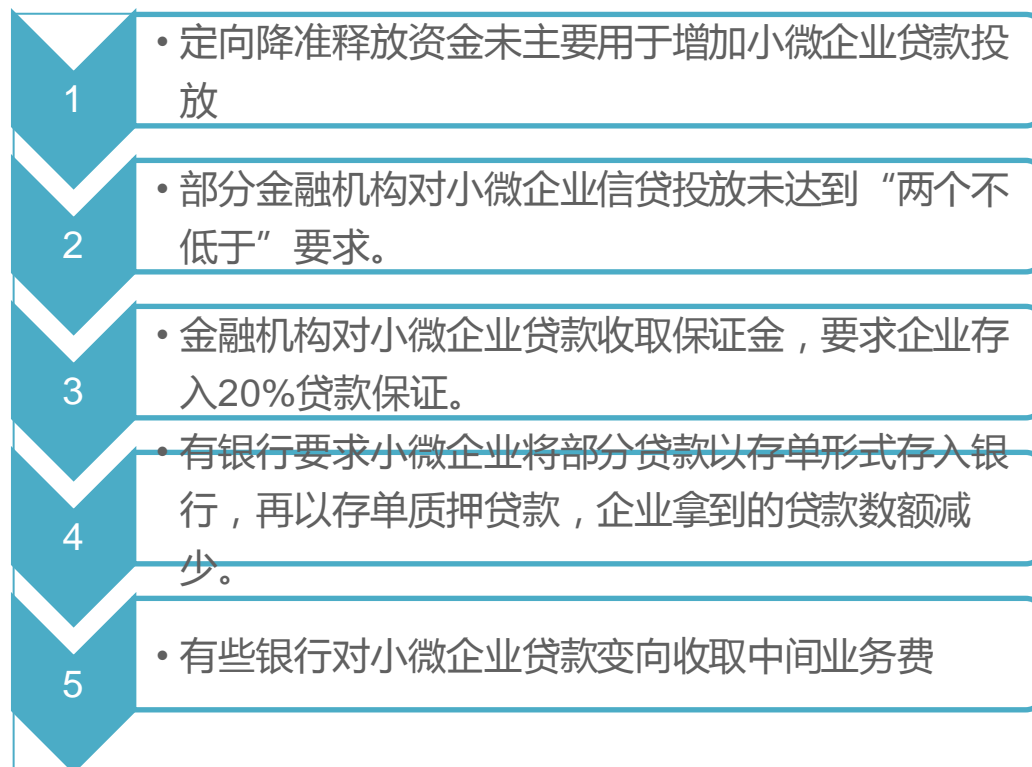 1
• 定向降准释放资金未主要用于增加小微企业贷款投
放
2
• 部分金融机构对小微企业信贷投放未达到“两个不
低于”要求。
3
• 金融机构对小微企业贷款收取保证金，要求企业存
入20%贷款保证。
4
• 有银行要求小微企业将部分贷款以存单形式存入银
行，再以存单质押贷款，企业拿到的贷款数额减
少。
5
• 有些银行对小微企业贷款变向收取中间业务费